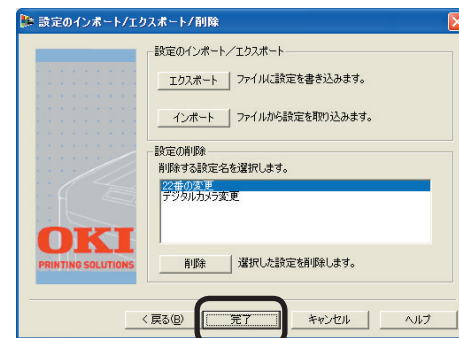 設定のインポート/エクスポート/削除
設定のインポート／エクスポート
エクスポート ファイルに設定を書き込みます。
インポート ファイルから設定を取り込みます。
設定の削除
削除する設定名を選択します。
22番の変更
デジタルカメラ変更
OKI
PRINTING SOLUTIONS
削除 選択した設定を削除します。
< 戻る(B) 完了 キャンセル ヘルプ